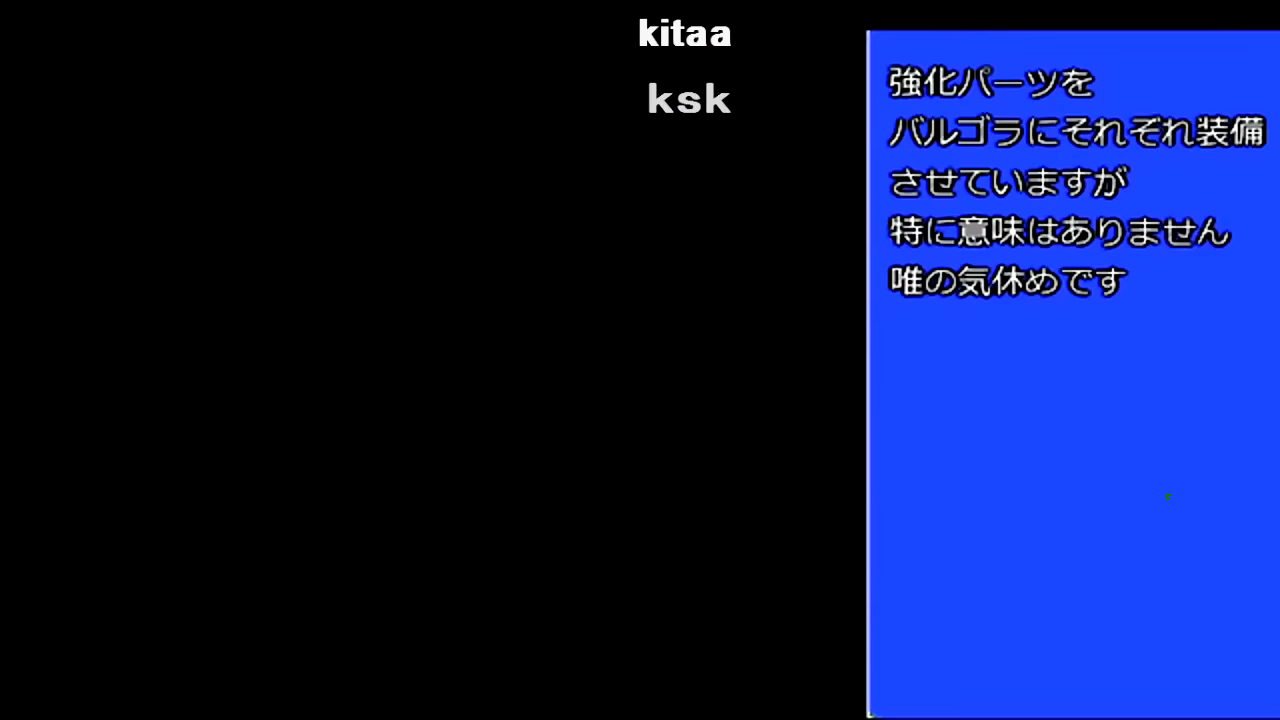 kitaa
ksk
強化パーツを
バルゴラにそれぞれ装備
させていますが
特に意味はありません
唯の気休めです